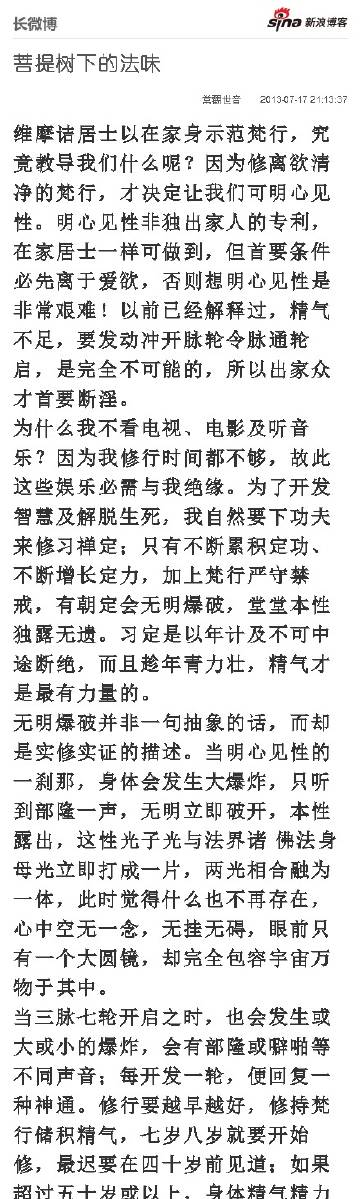 长微博
sina 新浪博客
菩提树下的法味
常观世音 2013-07-17 21:13:37
维摩诘居士以在家身示范梵行，究
竟教导我们什么呢？因为修离欲清
净的梵行，才决定让我们可明心见
性。明心见性非独出家人的专利，
在家居士一样可做到，但首要条件
必先离于爱欲，否则想明心见性是
非常艰难！以前已经解释过，精气
不足，要发动冲开脉轮令脉通轮
启，是完全不可能的，所以出家众
才首要断淫。
为什么我不看电视、电影及听音
乐？因为我修行时间都不够，故此
这些娱乐必需与我绝缘。为了开发
智慧及解脱生死，我自然要下功夫
来修习禅定；只有不断累积定功、
不断增长定力，加上梵行严守禁
戒，有朝定会无明爆破，堂堂本性
独露无遗。习定是以年计及不可中
途断绝，而且趁年青力壮，精气才
是最有力量的。
无明爆破并非一句抽象的话，而却
是实修实证的描述。当明心见性的
一刹那，身体会发生大爆炸，只听
到部隆一声，无明立即破开，本性
露出，这性光子光与法界诸 佛法身
母光立即打成一片，两光相合融为
一体，此时觉得什么也不再存在，
心中空无一念，无挂无碍，眼前只
有一个大圆镜，却完全包容宇宙万
物于其中。
当三脉七轮开启之时，也会发生或
大或小的爆炸，会有部隆或噼啪等
不同声音；每开发一轮，便回复一
种神通。修行要越早越好，修持梵
行储积精气，七岁八岁就要开始
修，最迟要在四十岁前见道；如果
超过五十岁或以上，身体精气精力